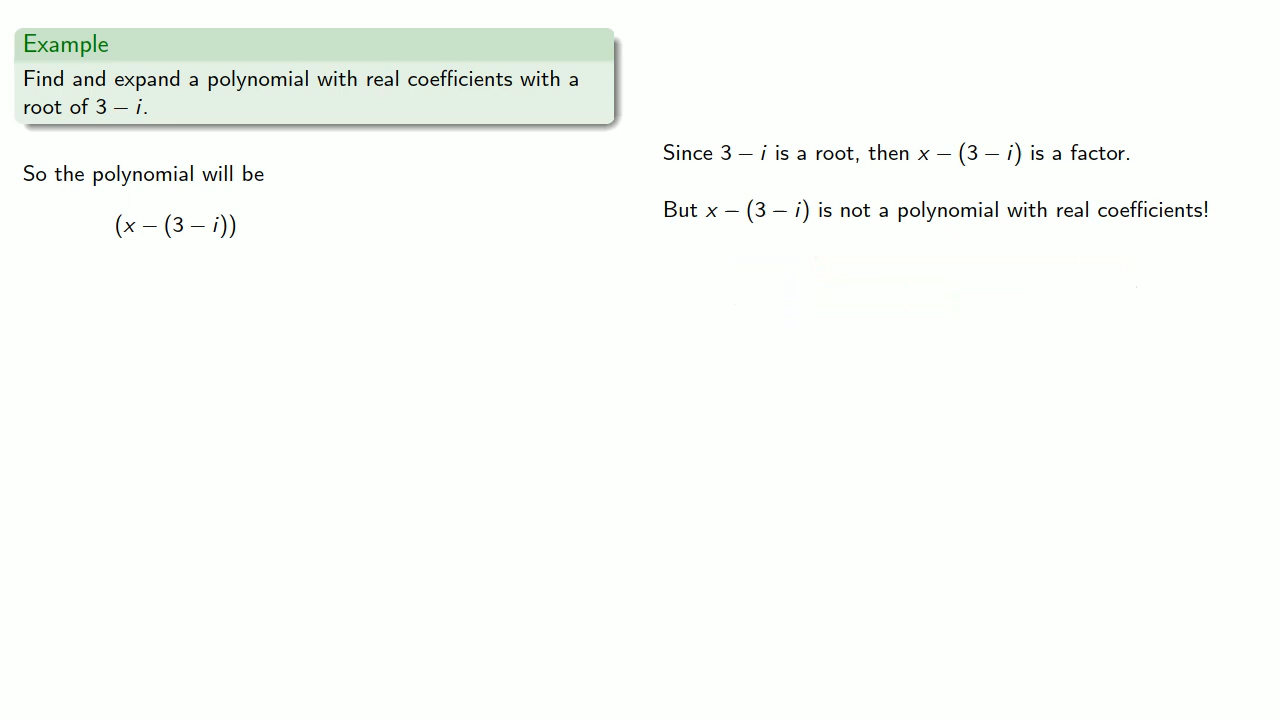 Example
Find and expand a polynomial with real coefficients with a
root of 3 − i.
So the polynomial will be
(x − (3 − i))
Since 3 − i is a root, then x − (3 − i) is a factor.
But x − (3 − i) is not a polynomial with real coefficients!